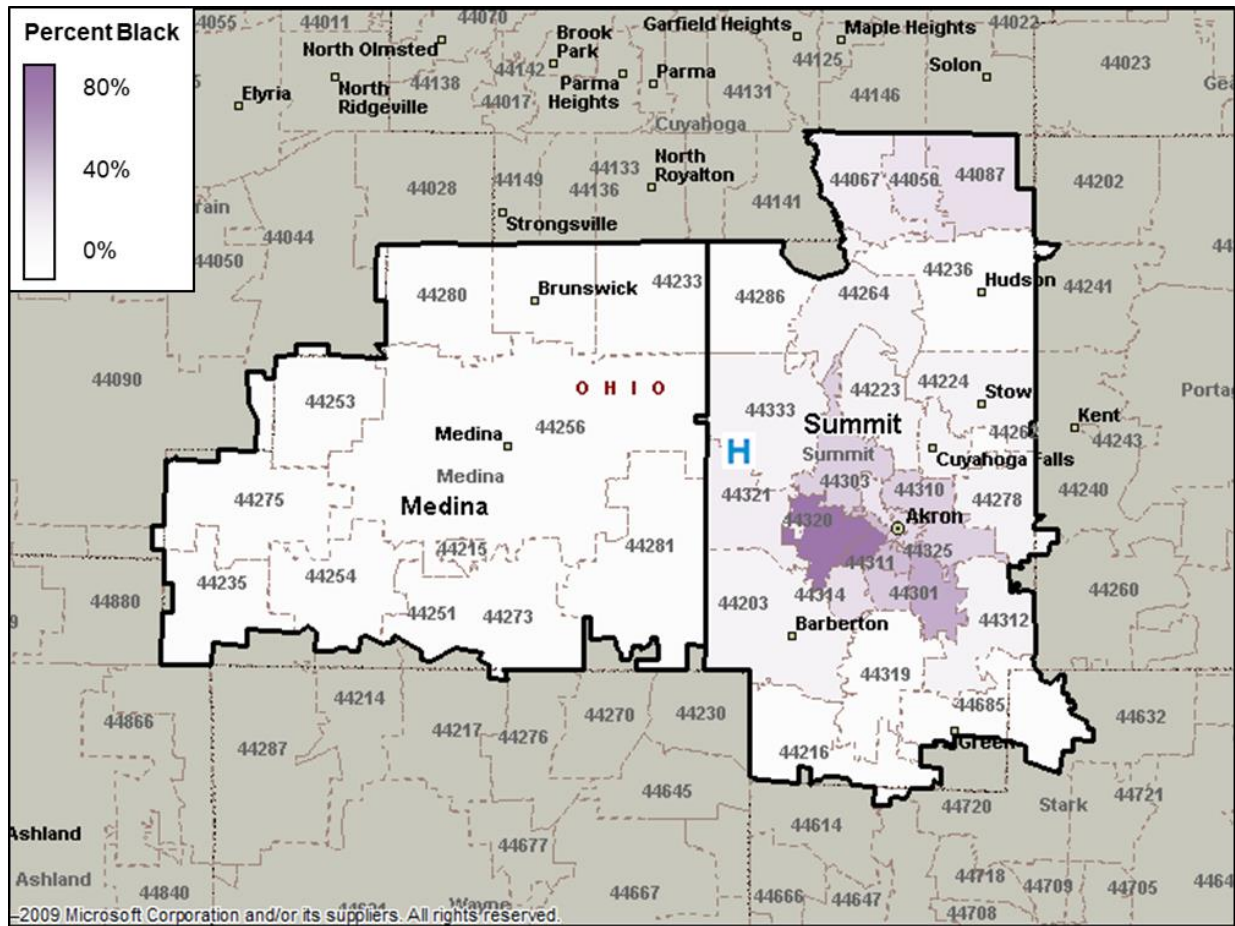 Percent Black
80%
40%
0%
44055
44011
44070
Garfield Heights
Maple Heights
44022
North Olmsted
Brook
Park
44125
Solon
44023
44138
44142
Parma
Heights
Parma
Elyria
North
Ridgeville
44017
44131
44146
Cuyahoga
44133
North
Royalton
44028
44149
44136
44141
44067
44056
44087
44202
Strongsville
44044
44050
44280
Brunswick
44233
44286
44264
44236
Hudson
44241
44090
OHIO
44253
44256
Medina
Medina
Medina
44333
44223
44224
Stow
Kent
44243
Summit
Summit
Cuyahoga Falls
H
44275
44321
44303
44310
44278
44240
44320
Akron
44325
44311
44215
44281
44235
44254
44251
44273
44203
44314
44301
44312
44260
44880
Barberton
44319
44685
Green
44216
44866
44287
44214
44217
44276
44270
44230
44632
44645
44614
44720
Stark
44721
Ashland
Ashland
44677
44840
44667
44666
44647
44718
44709
44705
44708
Wayne
2009 Microsoft Corporation and/or its suppliers. All rights reserved.